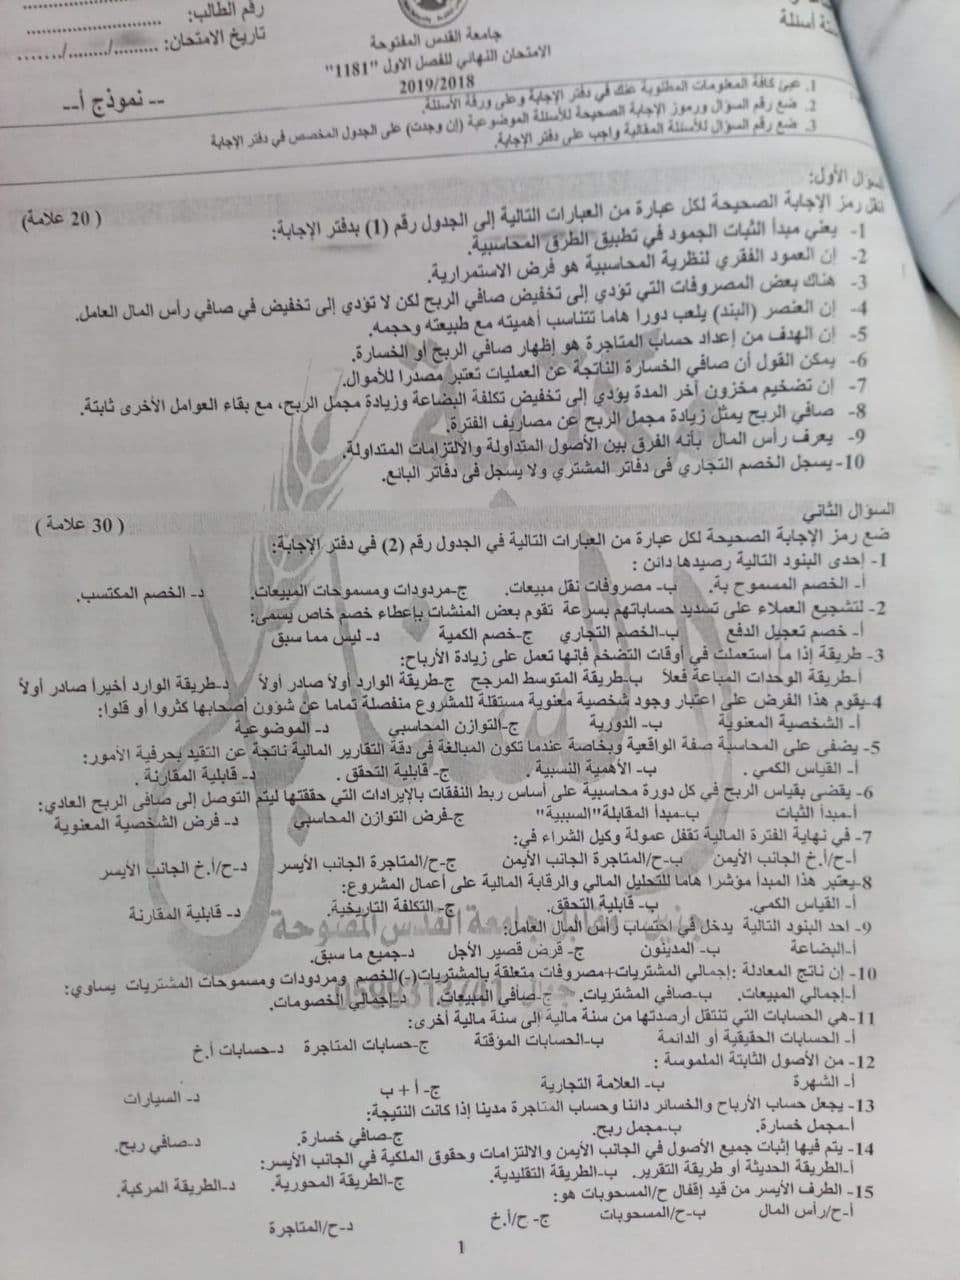 رقم الطالب: ....................
تاريخ الامتحان: ........./......../.......
ـة أسئلة
جامعة القدس المفتوحة
الامتحان النهائي للفصل الاول "1181"
2019/2018
-- نموذج أ--
1. عبئ كافة المعلومات المطلوبة عنك في دفتر الإجابة وعلى ورقة الأسئلة.
2. ضع رقم السؤال ورموز الإجابة الصحيحة للأسئلة الموضوعية (إن وجدت) على الجدول المخصص في دفتر الإجابة
3. ضع رقم السؤال للأسئلة المقالية واجب على دفتر الإجابة.
سؤال الأول:
نقل رمز الإجابة الصحيحة لكل عبارة من العبارات التالية إلى الجدول رقم (1) بدفتر الإجابة: ( 20 علامة)
1- يعني مبدأ الثبات الجمود في تطبيق الطرق المحاسبية.
2- إن العمود الفقري لنظرية المحاسبية هو فرض الاستمرارية.
3- هناك بعض المصروفات التي تؤدي إلى تخفيض صافي الربح لكن لا تؤدي إلى تخفيض في صافي رأس المال العامل.
4- إن العنصر (البند) يلعب دورا هاما تتناسب أهميته مع طبيعته وحجمه.
5- إن الهدف من إعداد حساب المتاجرة هو إظهار صافي الربح أو الخسارة.
6- يمكن القول أن صافي الخسارة الناتجة عن العمليات تعتبر مصدرا للأموال.
7- إن تضخيم مخزون آخر المدة يؤدي إلى تخفيض تكلفة البضاعة وزيادة مجمل الربح، مع بقاء العوامل الأخرى ثابتة.
8- صافي الربح يمثل زيادة مجمل الربح عن مصاريف الفترة.
9- يعرف رأس المال بأنه الفرق بين الأصول المتداولة والالتزامات المتداولة.
10- يسجل الخصم التجاري في دفاتر المشتري ولا يسجل في دفاتر البائع.
السؤال الثاني
ضع رمز الإجابة الصحيحة لكل عبارة من العبارات التالية في الجدول رقم (2) في دفتر الإجابة: ( 30 علامة )
1- إحدى البنود التالية رصيدها دائن :
أ- الخصم المسموح به. ب- مصروفات نقل مبيعات. ج- مردودات ومسموحات المبيعات. د- الخصم المكتسب.
2- لتشجيع العملاء على تسديد حساباتهم بسرعة تقوم بعض المنشات بإعطاء خصم خاص يسمى:
أ- خصم تعجيل الدفع ب- الخصم التجاري ج- خصم الكمية د- ليس مما سبق
3- طريقة إذا ما استعملت في أوقات التضخم فإنها تعمل على زيادة الأرباح:
أ- طريقة الوحدات المباعة فعلاً ب- طريقة المتوسط المرجح ج- طريقة الوارد أولاً صادر أولاً د- طريقة الوارد أخيراً صادر أولاً
4- يقوم هذا الفرض على اعتبار وجود شخصية معنوية مستقلة للمشروع منفصلة تماما عن شؤون أصحابها كثروا أو قلوا:
أ- الشخصية المعنوية ب- الدورية ج- التوازن المحاسبي د- الموضوعية
5- يضفى على المحاسبة صفة الواقعية وبخاصة عندما تكون المبالغة في دقة التقارير المالية ناتجة عن التقيد بحرفية الأمور:
أ- القياس الكمي . ب- الأهمية النسبية . ج- قابلية التحقق . د- قابلية المقارنة .
6- يقضى بقياس الربح في كل دورة محاسبية على أساس ربط النفقات بالإيرادات التي حققتها ليتم التوصل إلى صافي الربح العادي:
أ- مبدأ الثبات ب- مبدأ المقابلة"السببية" ج- فرض التوازن المحاسبي د- فرض الشخصية المعنوية
7- في نهاية الفترة المالية تقفل عمولة وكيل الشراء في:
أ- ح/أ.خ الجانب الأيمن ب- ح/المتاجرة الجانب الأيمن ج- ح/المتاجرة الجانب الأيسر د- ح/أ.خ الجانب الأيسر
8- يعتبر هذا المبدأ مؤشرا هاما للتحليل المالي والرقابة المالية على أعمال المشروع:
أ- القياس الكمي. ب- قابلية التحقق. ج- التكلفة التاريخية. د- قابلية المقارنة
9- احد البنود التالية يدخل في احتساب رأس المال العامل:
أ- البضاعة ب- المدينون ج- قرض قصير الأجل د- جميع ما سبق.
10- إن ناتج المعادلة :إجمالي المشتريات+مصروفات متعلقة بالمشتريات(-)الخصم ومردودات ومسموحات المشتريات يساوي:
أ- إجمالي المبيعات. ب- صافي المشتريات. ج- صافي المبيعات. د- إجمالي الخصومات.
11- هي الحسابات التي تنتقل أرصدتها من سنة مالية إلى سنة مالية أخرى:
أ- الحسابات الحقيقية أو الدائمة ب- الحسابات المؤقتة ج- حسابات المتاجرة د- حسابات أ.خ
12- من الأصول الثابتة الملموسة :
أ- الشهرة ب- العلامة التجارية ج- أ + ب د- السيارات
13- يجعل حساب الأرباح والخسائر دائنا وحساب المتاجرة مدينا إذا كانت النتيجة:
أ- مجمل خسارة. ب- مجمل ربح. ج- صافي خسارة. د- صافي ربح.
14- يتم فيها إثبات جميع الأصول في الجانب الأيمن والالتزامات وحقوق الملكية في الجانب الأيسر:
أ- الطريقة الحديثة أو طريقة التقرير. ب- الطريقة التقليدية. ج- الطريقة المحورية. د- الطريقة المركبة.
15- الطرف الأيسر من قيد إقفال ح/المسحوبات هو:
أ- ح/رأس المال ب- ح/المسحوبات ج- ح/أ.خ د- ح/المتاجرة
1
جامعة القدس المفتوحة